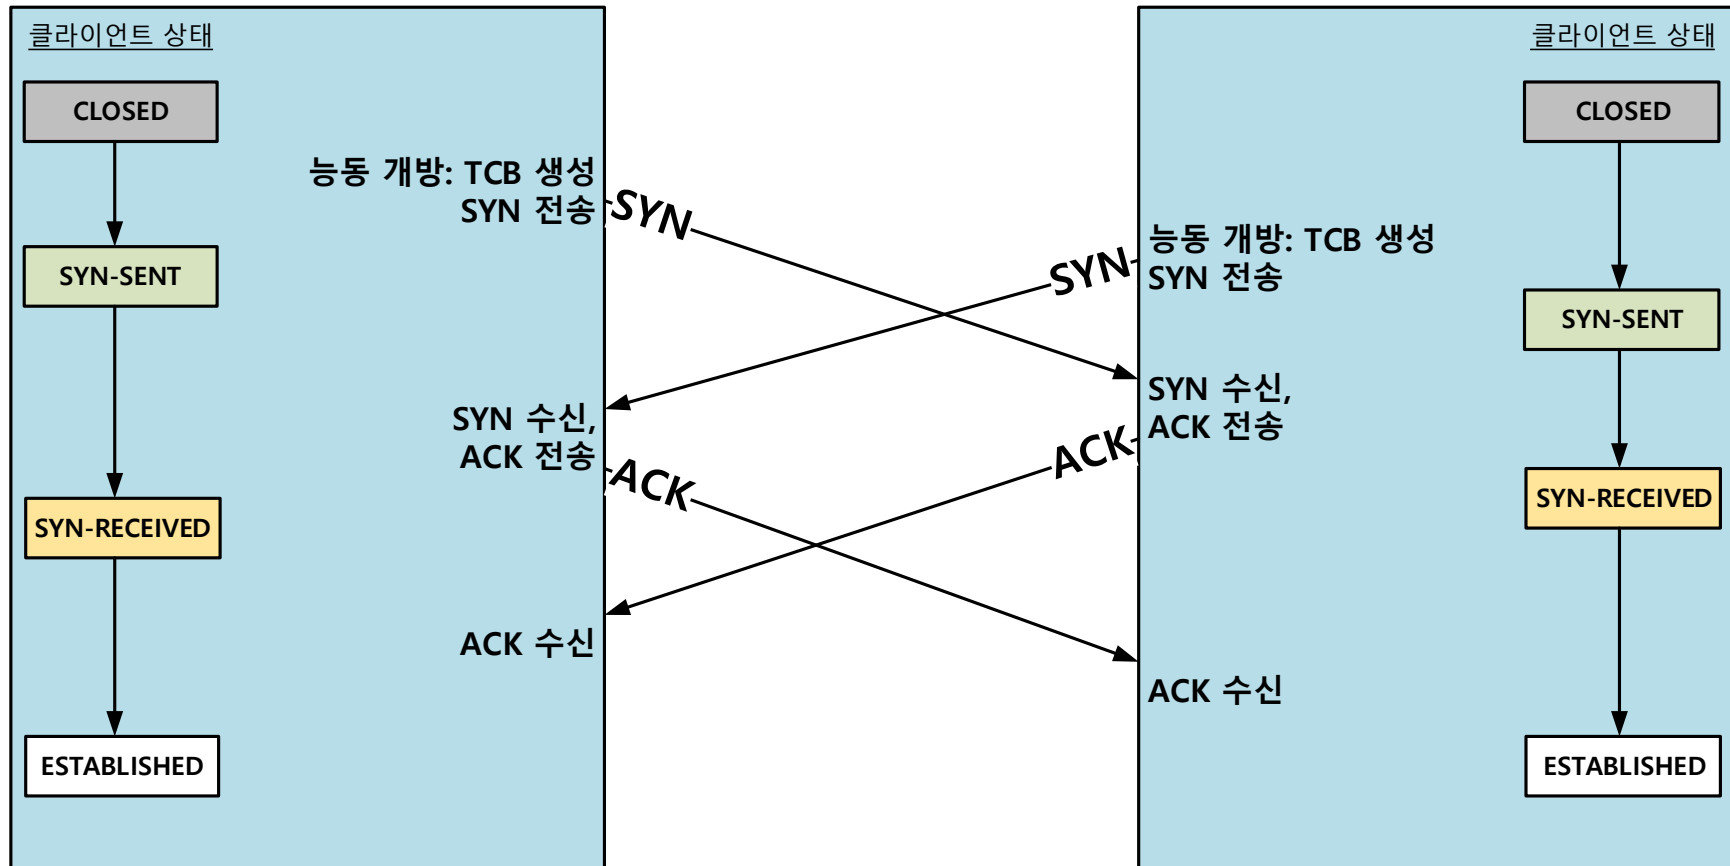 클라이언트 상태
CLOSED
능동 개방: TCB 생성
SYN 전송
SYN
SYN-SENT
SYN 수신,
ACK 전송
ACK
SYN-RECEIVED
ACK 수신
ESTABLISHED
클라이언트 상태
CLOSED
능동 개방: TCB 생성
SYN 전송
SYN
SYN-SENT
SYN 수신,
ACK 전송
ACK
SYN-RECEIVED
ACK 수신
ESTABLISHED